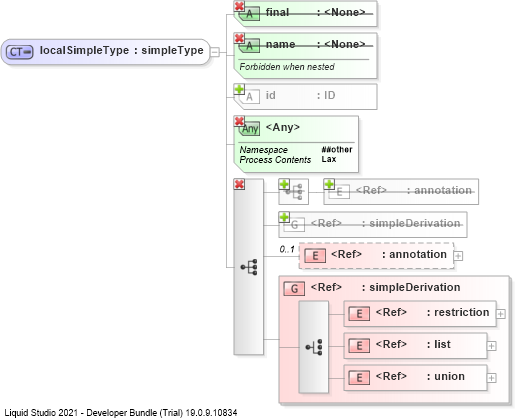 A final : <None>
CT localSimpleType : simpleType
A name : <None>
Forbidden when nested
A id : ID
Any <Any>
Namespace ##other
Process Contents Lax
E <Ref> : annotation
G <Ref> : simpleDerivation
0..1
E <Ref> : annotation
G <Ref> : simpleDerivation
E <Ref> : restriction
E <Ref> : list
E <Ref> : union
Liquid Studio 2021 - Developer Bundle (Trial) 19.0.9.10834